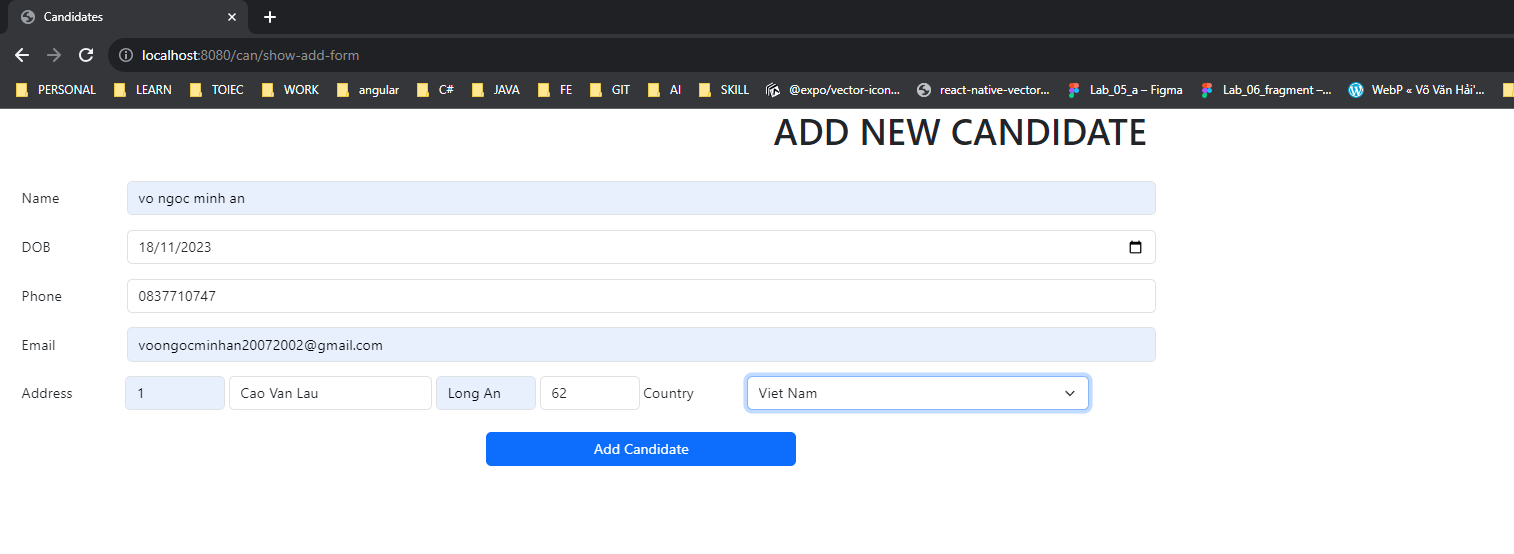 Candidates
localhost:8080/can/show-add-form
PERSONAL LEARN TOIEC WORK angular C# JAVA FE GIT AI SKILL @expo/vector-icon... react-native-vector... Lab_05_a – Figma Lab_06_fragment –... WebP « Võ Văn Hải'...
ADD NEW CANDIDATE
Name vo ngoc minh an
DOB 18/11/2023
Phone 0837710747
Email voongocminhan20072002@gmail.com
Address 1 Cao Van Lau Long An 62 Country Viet Nam
Add Candidate